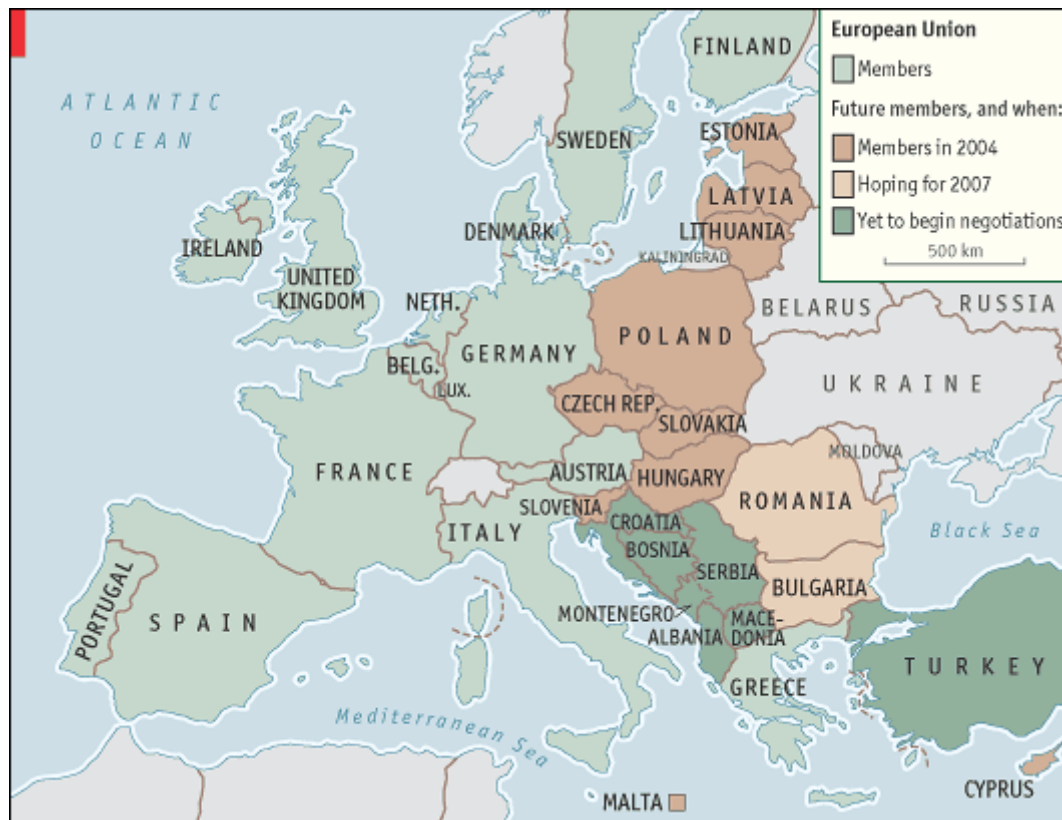 European Union
Members
Future members, and when:
Members in 2004
Hoping for 2007
Yet to begin negotiations
500 km
FINLAND
ATLANTIC
OCEAN
SWEDEN
ESTONIA
LATVIA
DENMARK
LITHUANIA
IRELAND
KALININGRAD
UNITED
KINGDOM
NETH.
BELARUS
RUSSIA
POLAND
GERMANY
BELG.
LUX.
UKRAINE
CZECH REP.
SLOVAKIA
MOLDOVA
FRANCE
AUSTRIA
HUNGARY
ROMANIA
SLOVENIA
CROATIA
ITALY
Black Sea
BOSNIA
SERBIA
BULGARIA
PORTUGAL
SPAIN
MONTENEGRO
MACE-
DONIA
ALBANIA
TURKEY
GREECE
Mediterranean Sea
CYPRUS
MALTA